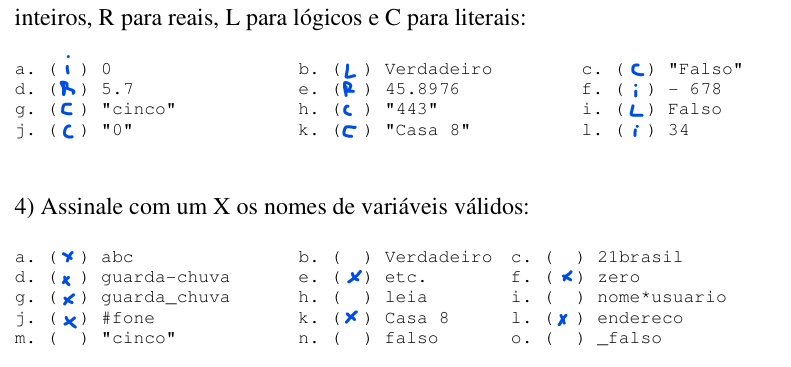 inteiros, R para reais, L para lógicos e C para literais:
a. ( i ) 0 b. ( L ) Verdadeiro c. ( C ) "Falso"
d. ( R ) 5.7 e. ( R ) 45.8976 f. ( i ) - 678
g. ( C ) "cinco" h. ( C ) "443" i. ( L ) Falso
j. ( C ) "0" k. ( C ) "Casa 8" l. ( i ) 34
4) Assinale com um X os nomes de variáveis válidos:
a. ( x ) abc b. ( ) Verdadeiro c. ( ) 21brasil
d. ( x ) guarda-chuva e. ( x ) etc. f. ( x ) zero
g. ( x ) guarda_chuva h. ( ) leia i. ( ) nome*usuario
j. ( x ) #fone k. ( x ) Casa 8 l. ( x ) endereco
m. ( ) "cinco" n. ( ) falso o. ( ) _falso